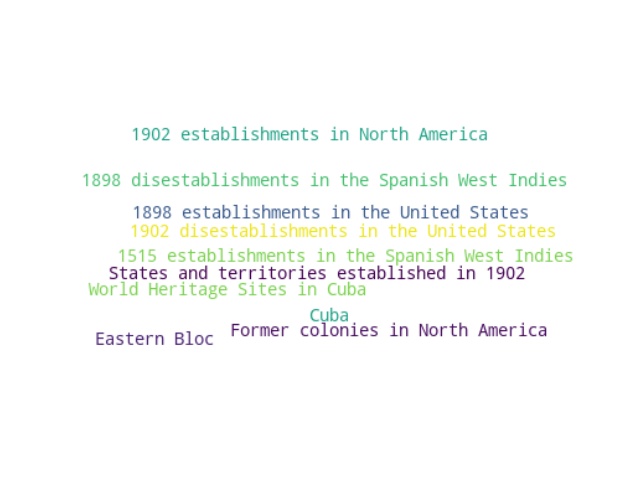 1902 establishments in North America
1898 disestablishments in the Spanish West Indies
1898 establishments in the United States
1902 disestablishments in the United States
1515 establishments in the Spanish West Indies
States and territories established in 1902
World Heritage Sites in Cuba
Cuba
Former colonies in North America
Eastern Bloc